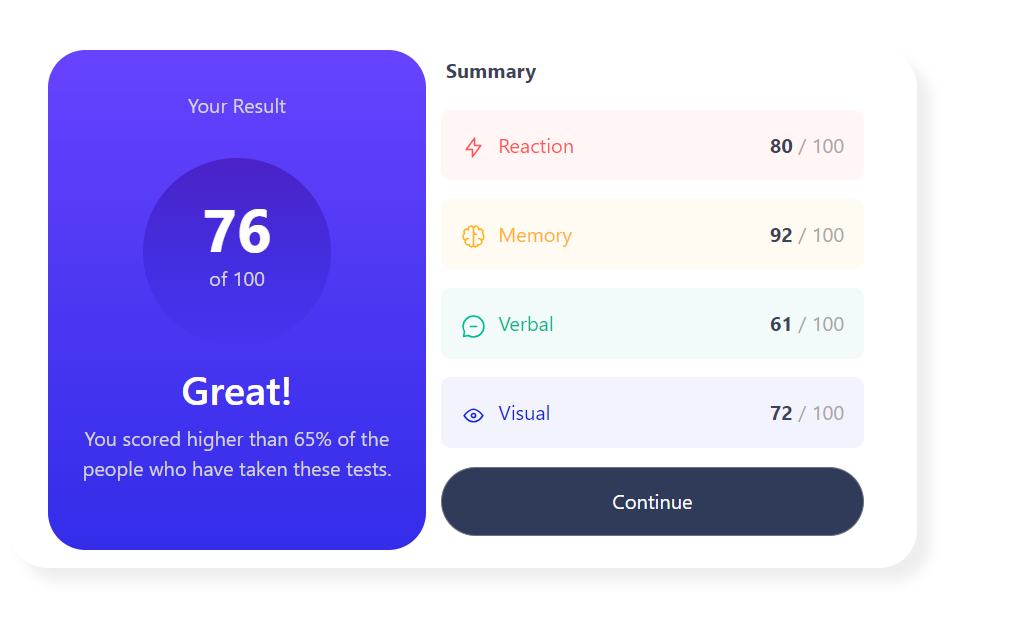 Your Result
76
of 100
Great!
You scored higher than 65% of the
people who have taken these tests.
Summary
Reaction 80 / 100
Memory 92 / 100
Verbal 61 / 100
Visual 72 / 100
Continue